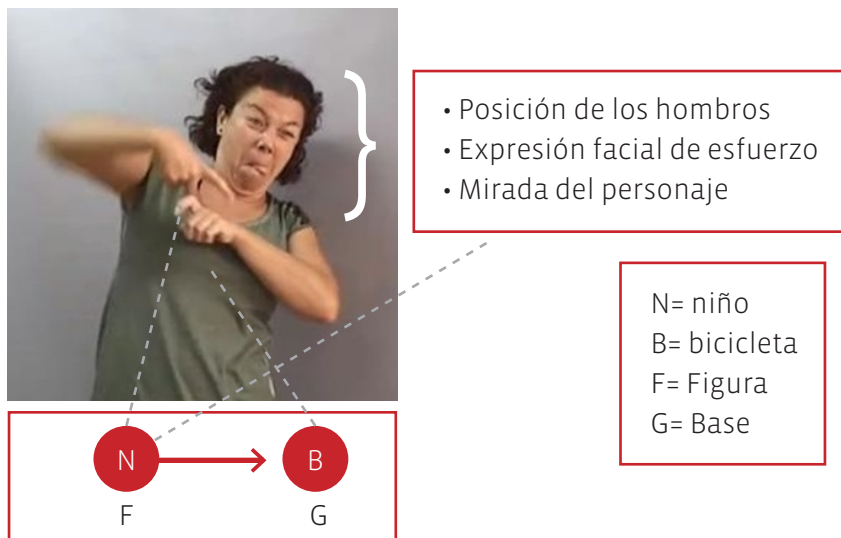 • Posición de los hombros
• Expresión facial de esfuerzo
• Mirada del personaje
N= niño
B= bicicleta
F= Figura
G= Base
N B
F G